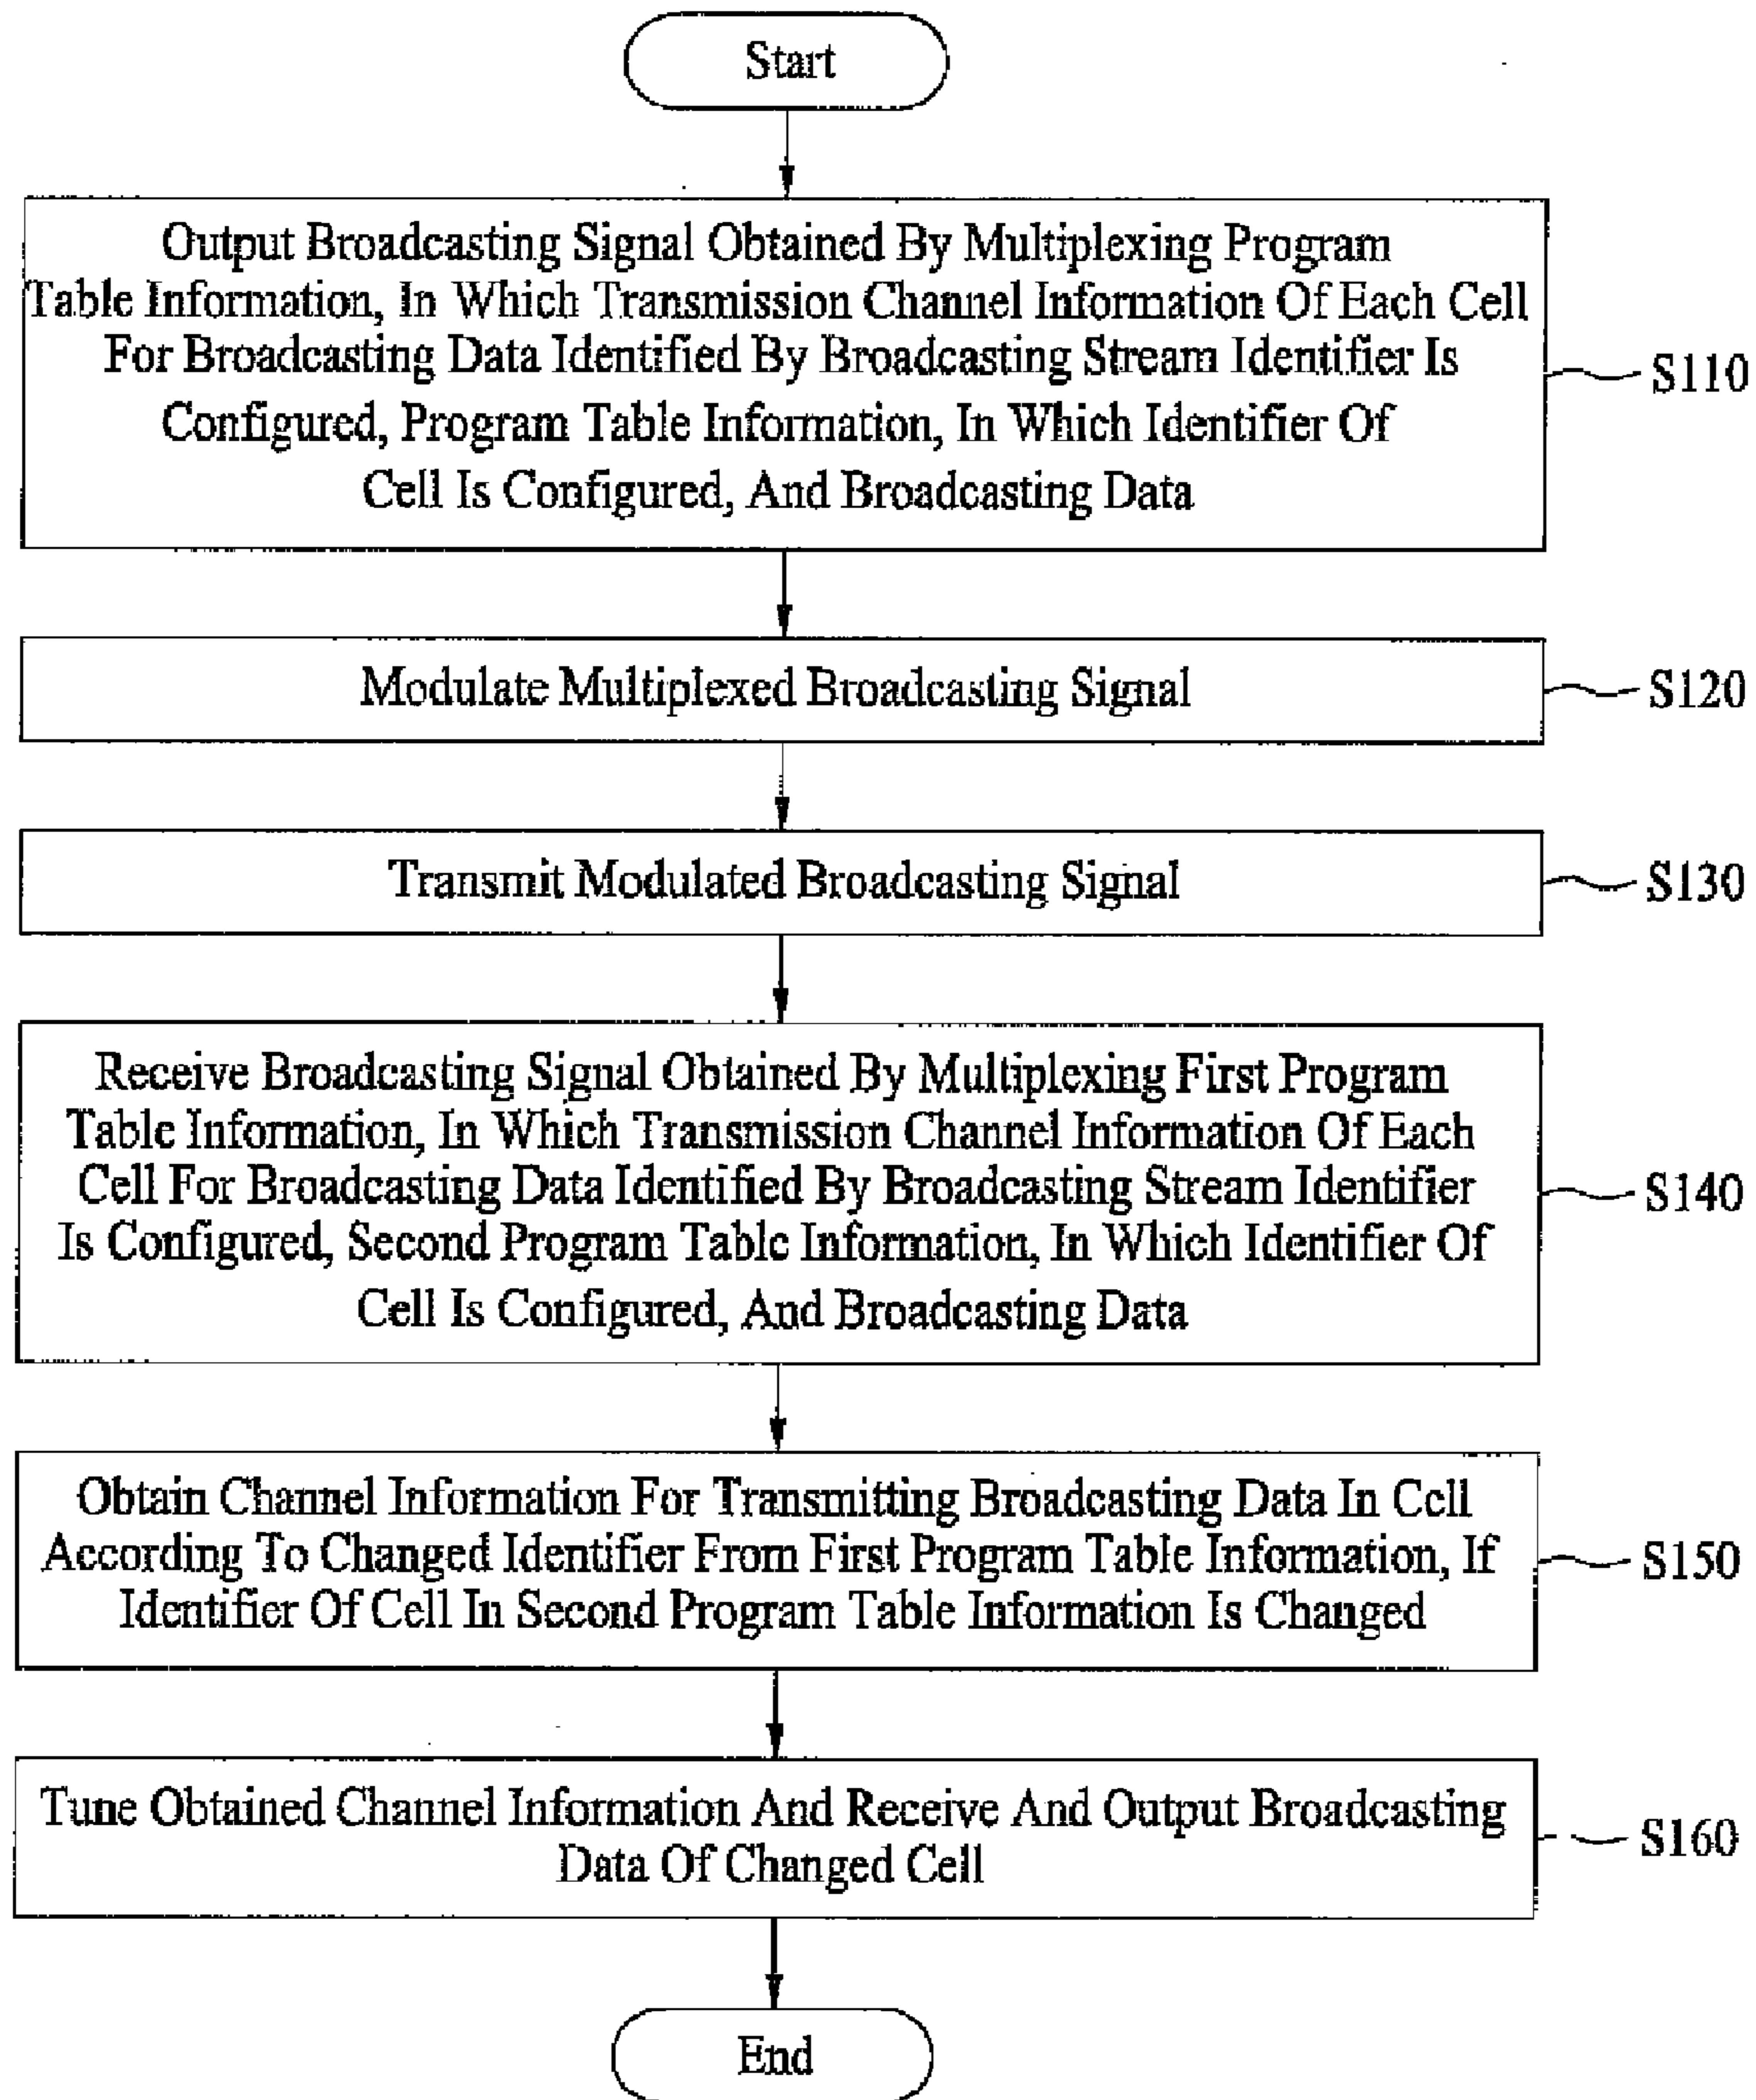 Start
Output Broadcasting Signal Obtained By Multiplexing Program
Table Information, In Which Transmission Channel Information Of Each Cell
For Broadcasting Data Identified By Broadcasting Stream Identifier Is
Configured, Program Table Information, In Which Identifier Of
Cell Is Configured, And Broadcasting Data
S110
Modulate Multiplexed Broadcasting Signal
S120
Transmit Modulated Broadcasting Signal
S130
Receive Broadcasting Signal Obtained By Multiplexing First Program
Table Information, In Which Transmission Channel Information Of Each
Cell For Broadcasting Data Identified By Broadcasting Stream Identifier
Is Configured, Second Program Table Information, In Which Identifier Of
Cell Is Configured, And Broadcasting Data
S140
Obtain Channel Information For Transmitting Broadcasting Data In Cell
According To Changed Identifier From First Program Table Information, If
Identifier Of Cell In Second Program Table Information Is Changed
S150
Tune Obtained Channel Information And Receive And Output Broadcasting
Data Of Changed Cell
S160
End